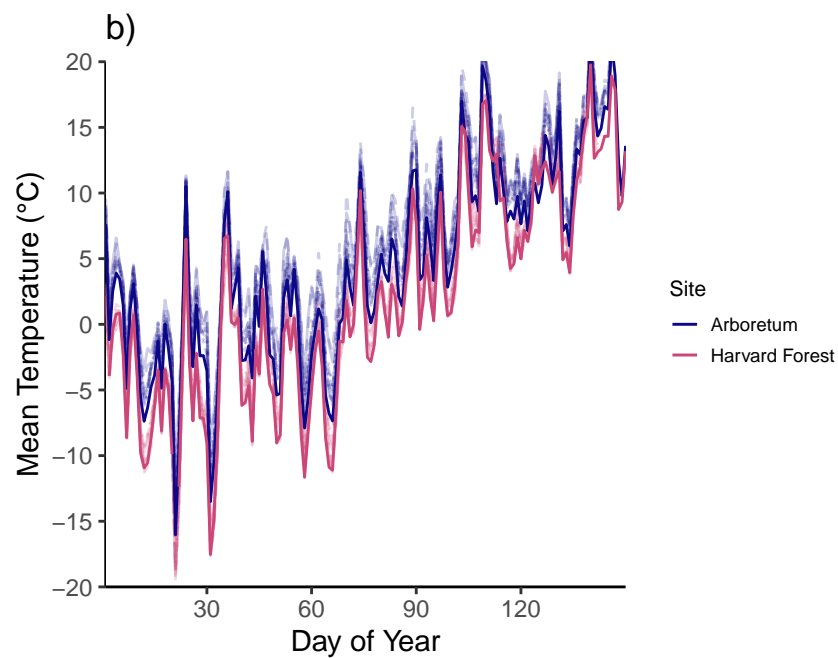 b)
Mean Temperature (°C)
20
15
10
5
0
−5
−10
−15
−20
30
60
90
120
Day of Year
Site
Arboretum
Harvard Forest